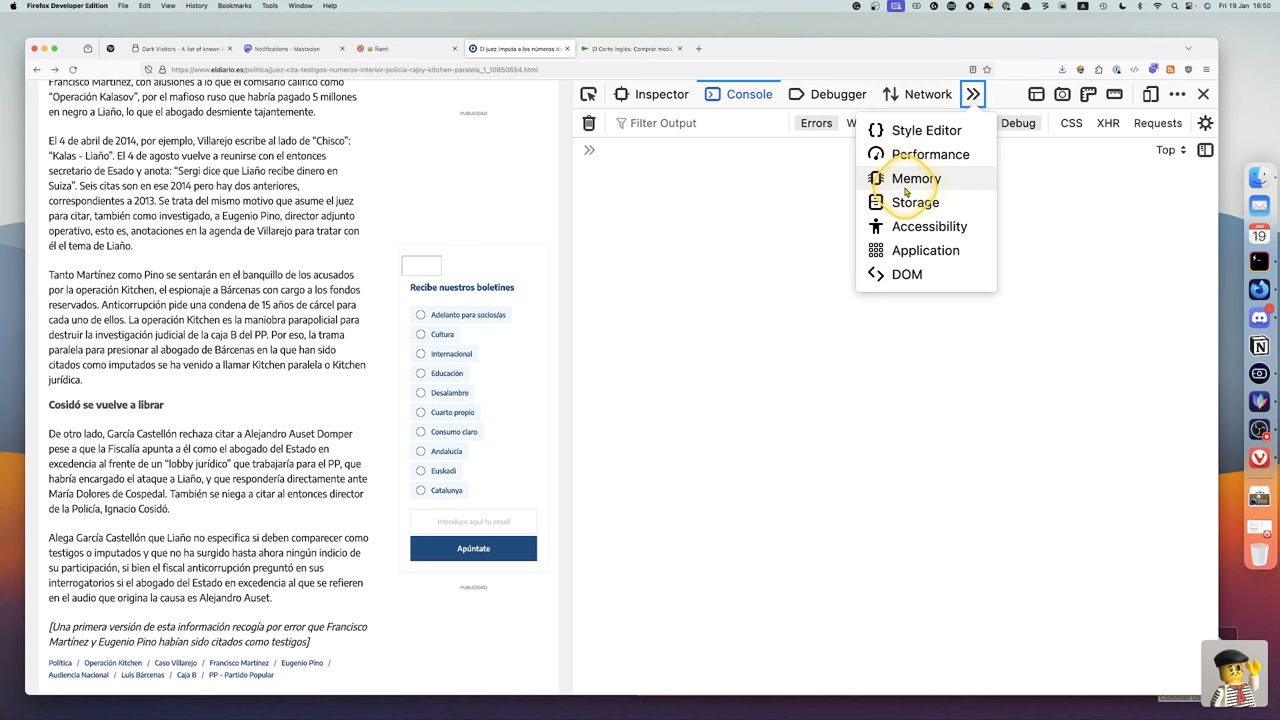 Firefox Developer Edition File Edit View History Bookmarks Tools Window Help
Fri 19 Jan 16:50
Dark Visitors - A list of known
Notifications - Mastodon
Ñam!
El juez imputa a los números do
El Corte Inglés: Comprar moda,
https://www.eldiario.es/politica/juez-cita-testigos-numeros-interior-policia-rajoy-kitchen-paralela_1_10850654.html
Francisco Martínez, con alusiones a lo que el comisario calificó como
“Operación Kalasov”, por el mafioso ruso que habría pagado 5 millones
en negro a Liaño, lo que el abogado desmiente tajantemente.
El 4 de abril de 2014, por ejemplo, Villarejo escribe al lado de “Chisco”:
“Kalas - Liaño”. El 4 de agosto vuelve a reunirse con el entonces
secretario de Esado y anota: “Sergi dice que Liaño recibe dinero en
Suiza”. Seis citas son en ese 2014 pero hay dos anteriores,
correspondientes a 2013. Se trata del mismo motivo que asume el juez
para citar, también como investigado, a Eugenio Pino, director adjunto
operativo, esto es, anotaciones en la agenda de Villarejo para tratar con
él el tema de Liaño.
Tanto Martínez como Pino se sentarán en el banquillo de los acusados
por la operación Kitchen, el espionaje a Bárcenas con cargo a los fondos
reservados. Anticorrupción pide una condena de 15 años de cárcel para
cada uno de ellos. La operación Kitchen es la maniobra parapolicial para
destruir la investigación judicial de la caja B del PP. Por eso, la trama
paralela para presionar al abogado de Bárcenas en la que han sido
citados como imputados se ha venido a llamar Kitchen paralela o Kitchen
jurídica.
Cosidó se vuelve a librar
De otro lado, García Castellón rechaza citar a Alejandro Auset Domper
pese a que la Fiscalía apunta a él como el abogado del Estado en
excedencia al frente de un “lobby jurídico” que trabajaría para el PP, que
habría encargado el ataque a Liaño, y que respondería directamente ante
María Dolores de Cospedal. También se niega a citar al entonces director
de la Policía, Ignacio Cosidó.
Alega García Castellón que Liaño no especifica si deben comparecer como
testigos o imputados y que no ha surgido hasta ahora ningún indicio de
su participación, si bien el fiscal anticorrupción preguntó en sus
interrogatorios si el abogado del Estado en excedencia al que se refieren
en el audio que origina la causa es Alejandro Auset.
[Una primera versión de esta información recogía por error que Francisco
Martínez y Eugenio Pino habían sido citados como testigos]
Política / Operación Kitchen / Caso Villarejo / Francisco Martínez / Eugenio Pino /
Audiencia Nacional / Luis Bárcenas / Caja B / PP - Partido Popular
PUBLICIDAD
Recibe nuestros boletines
Adelanto para socios/as
Cultura
Internacional
Educación
Desalambre
Cuarto propio
Consumo claro
Andalucía
Euskadi
Catalunya
Introduce aquí tu email
Apúntate
PUBLICIDAD
Inspector Console Debugger Network
Filter Output Errors W Debug CSS XHR Requests
Top
Style Editor
Performance
Memory
Storage
Accessibility
Application
DOM
19